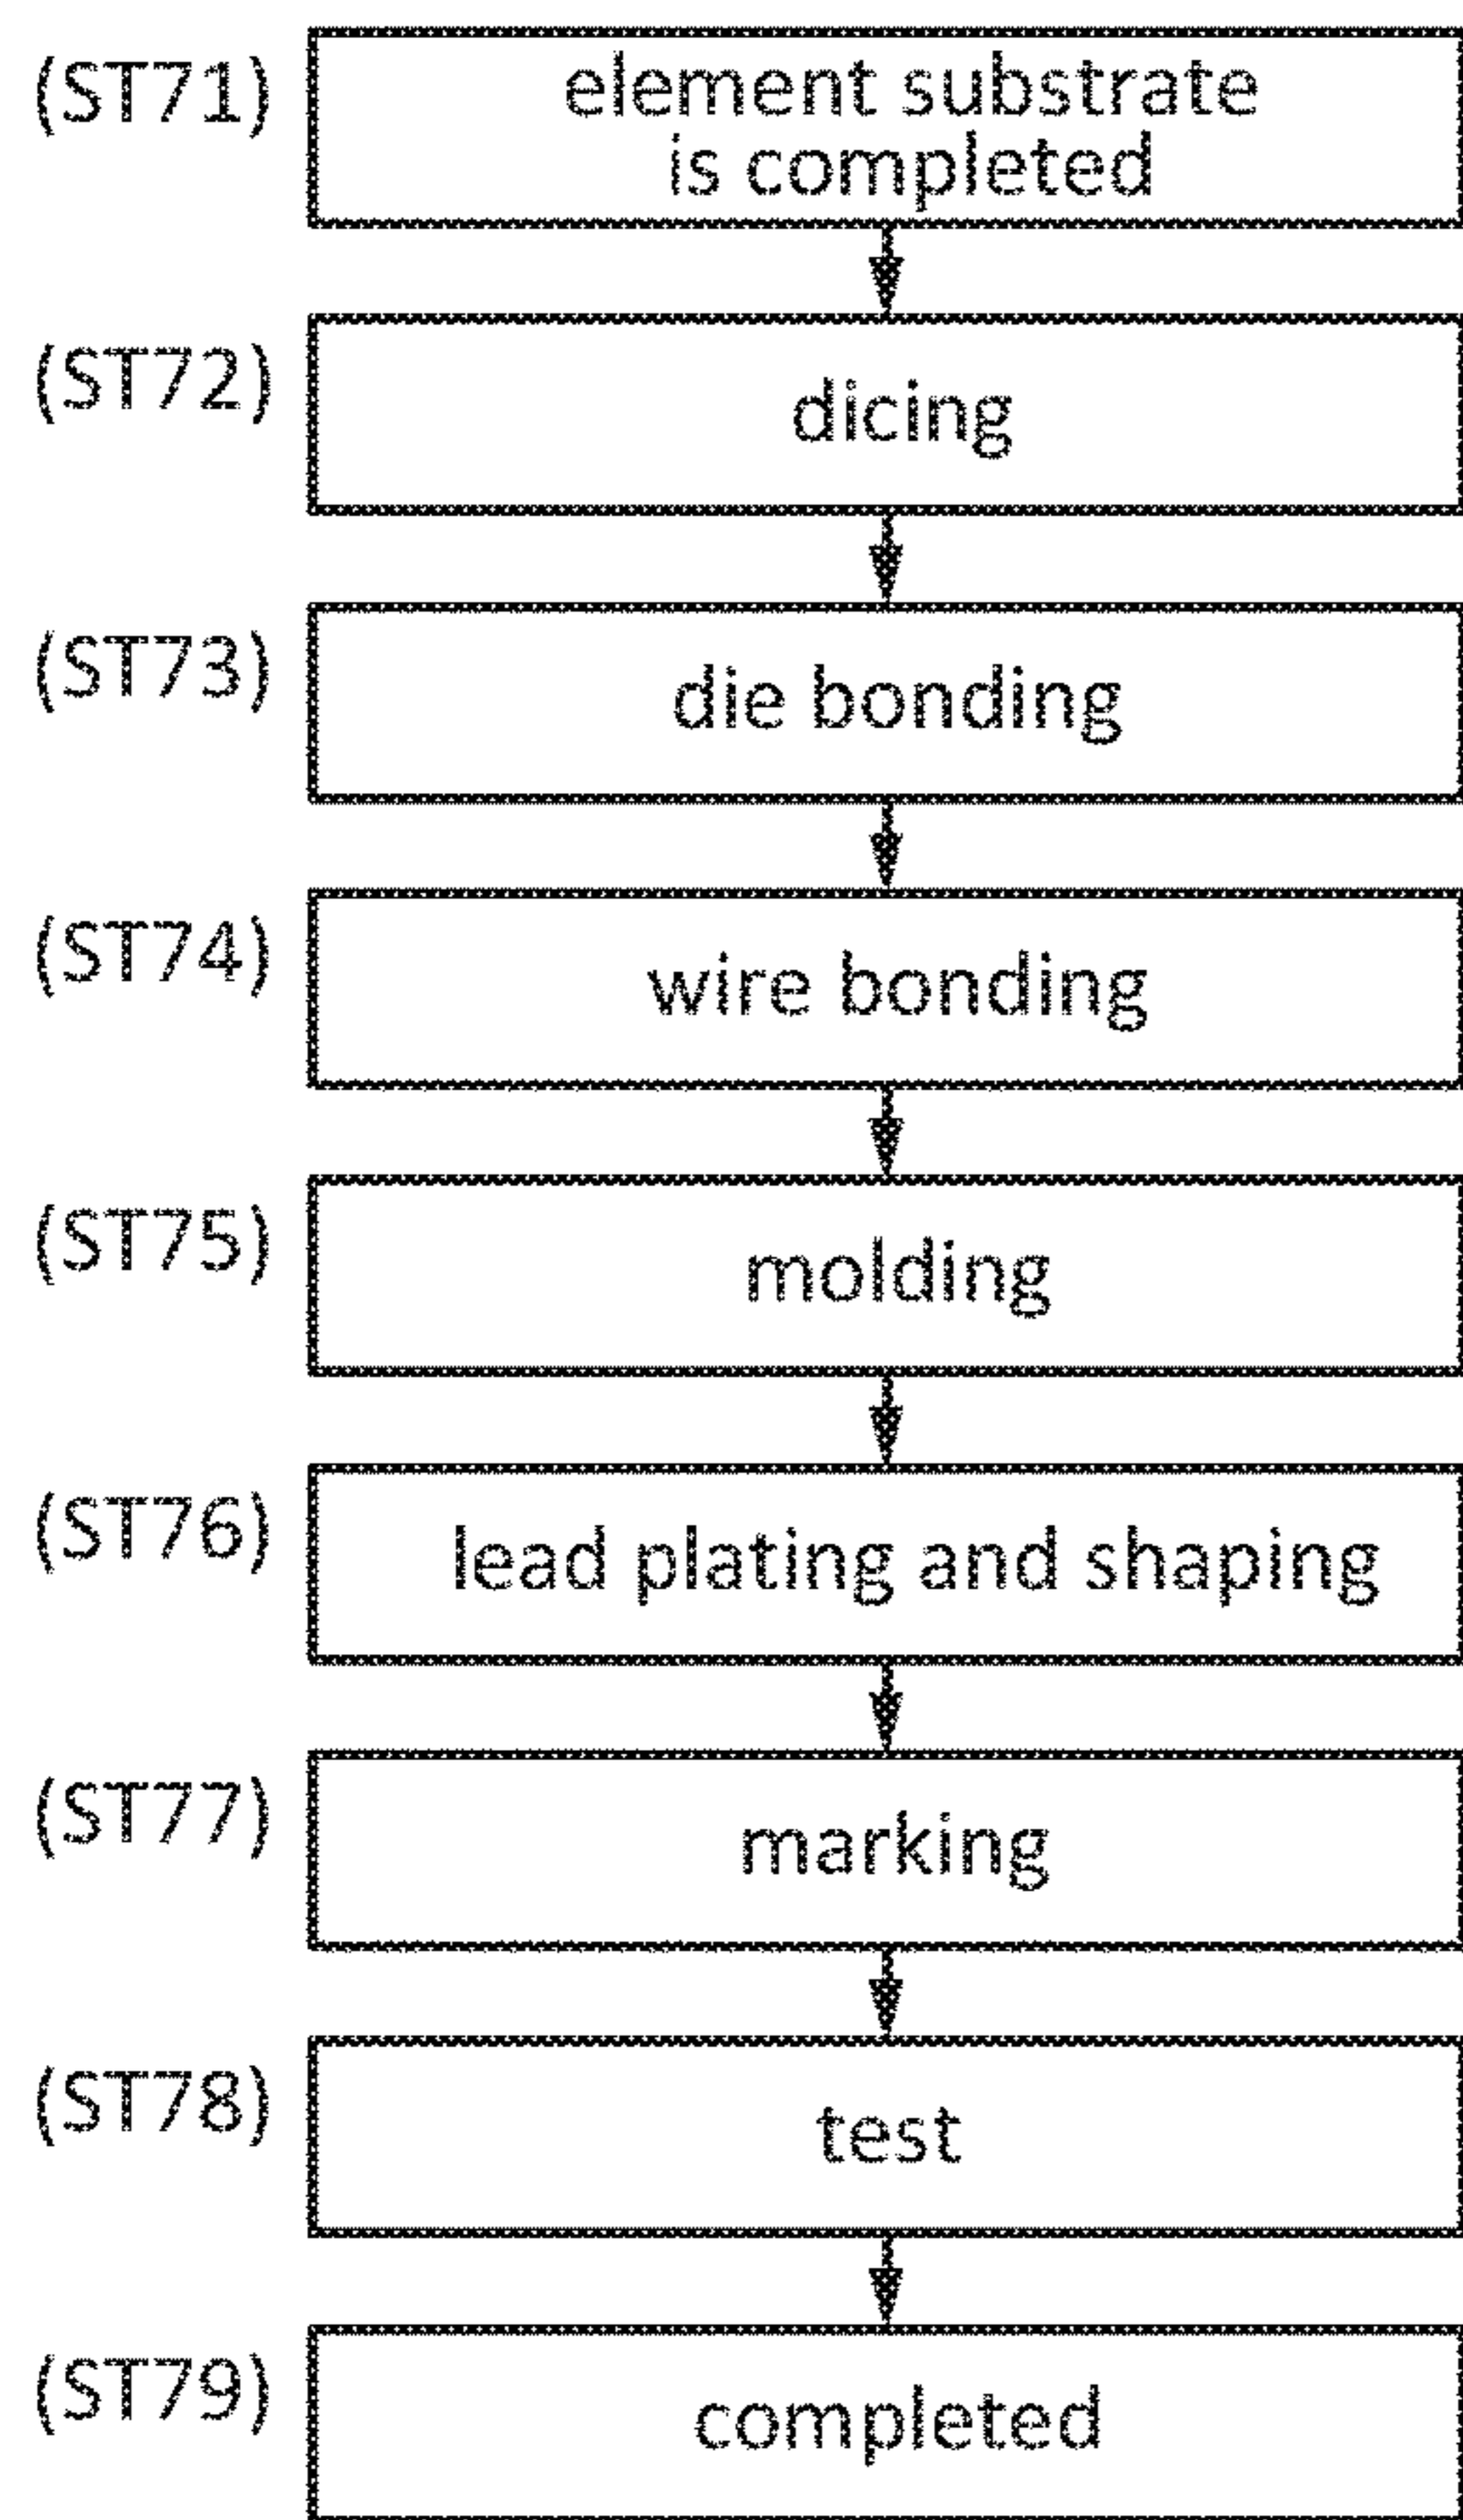 (ST71)
element substrate
is completed
(ST72)
dicing
(ST73)
die bonding
(ST74)
wire bonding
(ST75)
molding
(ST76)
lead plating and shaping
(ST77)
marking
(ST78)
test
(ST79)
completed